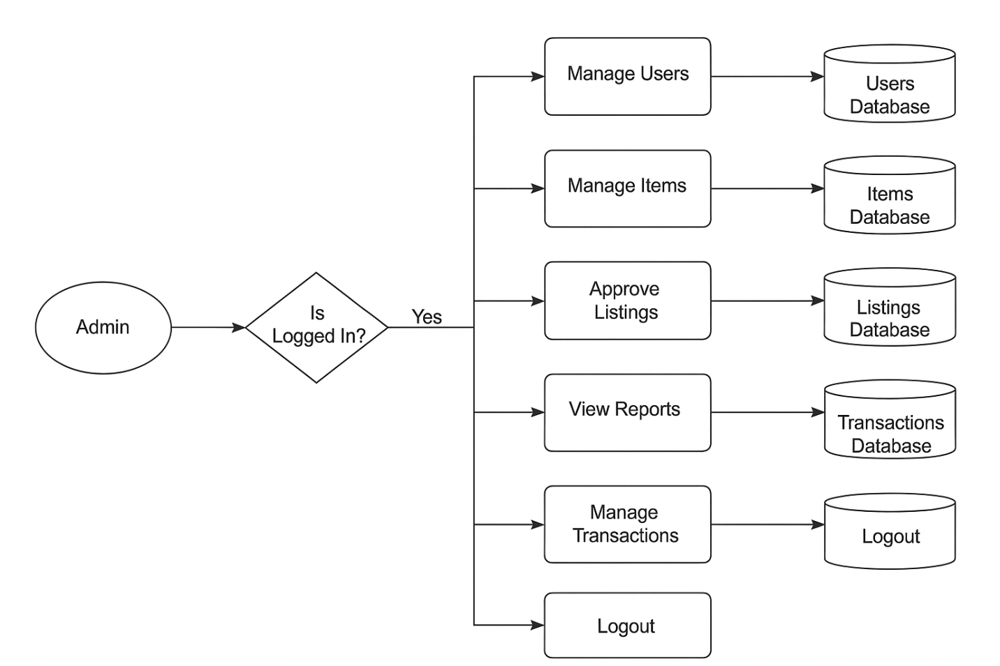 Admin
Is
Logged In?
Yes
Manage Users
Users
Database
Manage Items
Items
Database
Approve
Listings
Listings
Database
View Reports
Transactions
Database
Manage
Transactions
Logout
Logout